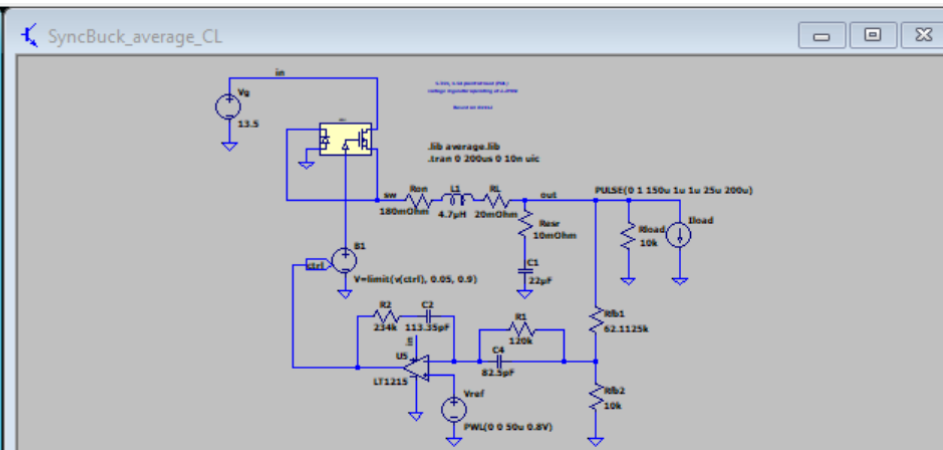 SyncBuck_average_CL
in
Vg
13.5
.lib average.lib
.tran 0 200us 0 10n uic
sw
Ron
180mOhm
L1
4.7µH
RL
20mOhm
out
PULSE(0 1 150u 1u 1u 25u 200u)
Resr
10mOhm
Rload
10k
Iload
C1
22µF
B1
ctrl
V=limit(v(ctrl), 0.05, 0.9)
R2
234k
C2
113.35pF
R1
120k
C4
82.5pF
Rfb1
62.1125k
in
U5
LT1215
Vref
PWL(0 0 50u 0.8V)
Rfb2
10k